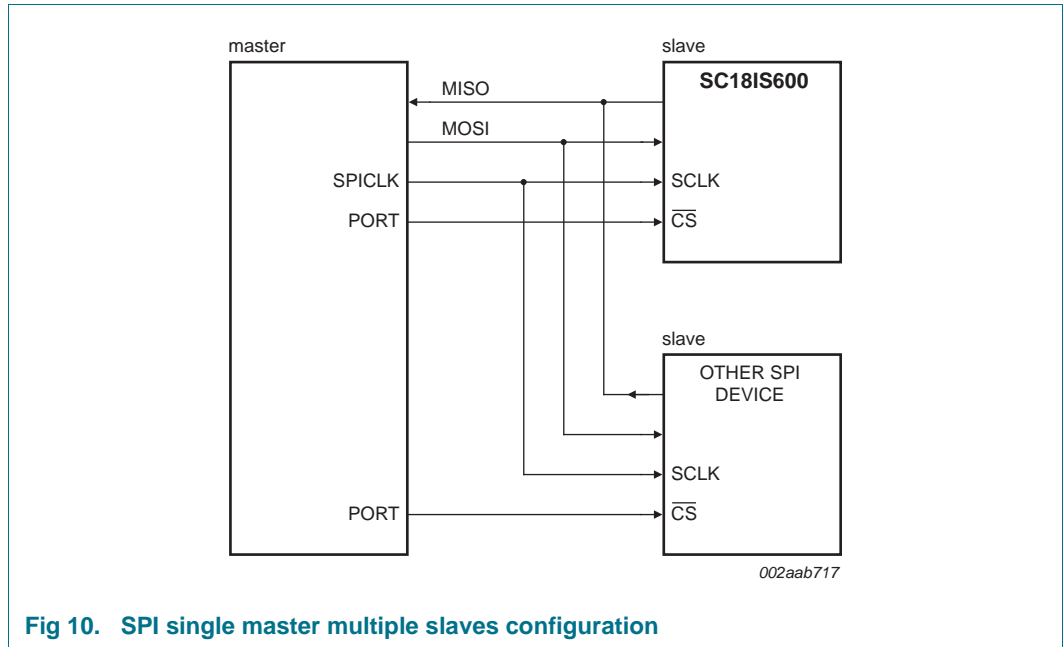 master
slave
SC18IS600
MISO
MOSI
SPICLK
SCLK
PORT
CS
slave
OTHER SPI
DEVICE
SCLK
PORT
CS
002aab717
Fig 10. SPI single master multiple slaves configuration